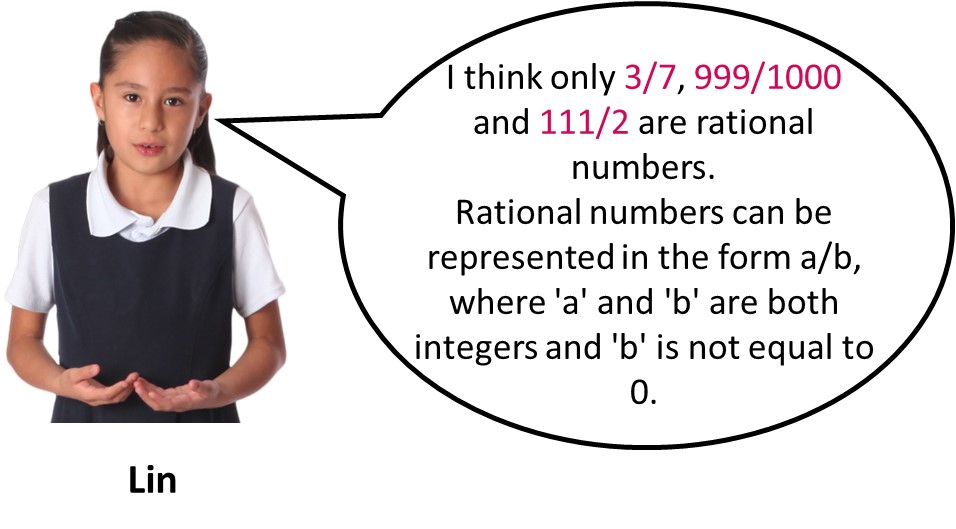 I think only 3/7, 999/1000
and 111/2 are rational
numbers.
Rational numbers can be
represented in the form a/b,
where 'a' and 'b' are both
integers and 'b' is not equal to
0.
Lin